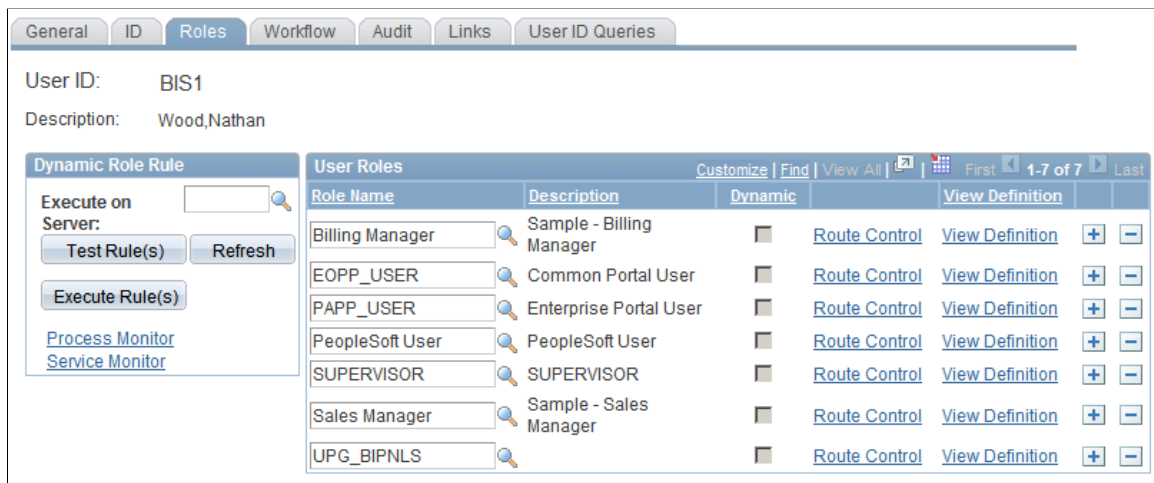 General ID Roles Workflow Audit Links User ID Queries
User ID: BIS1
Description: Wood,Nathan
Dynamic Role Rule
Execute on
Server:
Test Rule(s) Refresh
Execute Rule(s)
Process Monitor
Service Monitor
User Roles Customize | Find | View All | | First 1-7 of 7 Last
Role Name Description Dynamic View Definition
Billing Manager Sample - Billing
Manager Route Control View Definition
EOPP_USER Common Portal User Route Control View Definition
PAPP_USER Enterprise Portal User Route Control View Definition
PeopleSoft User PeopleSoft User Route Control View Definition
SUPERVISOR SUPERVISOR Route Control View Definition
Sales Manager Sample - Sales
Manager Route Control View Definition
UPG_BIPNLS Route Control View Definition